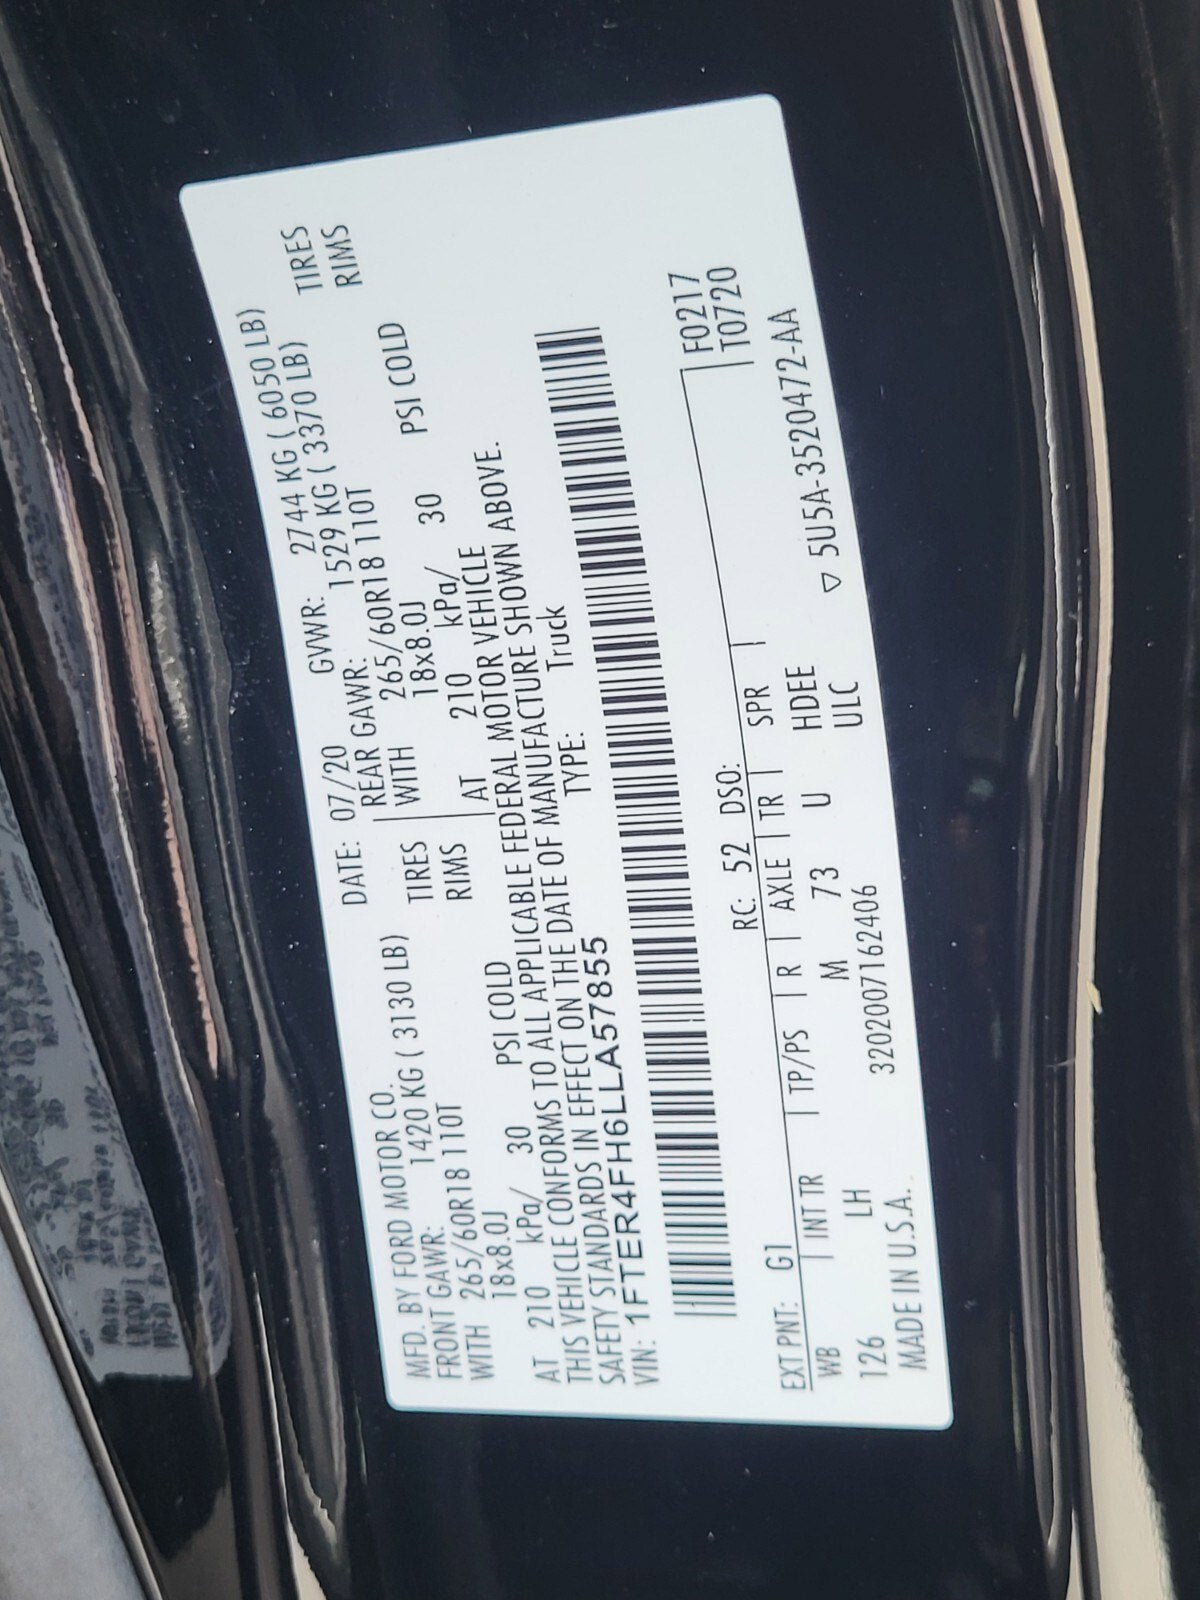 MFD. BY FORD MOTOR CO. DATE: 07/20 GVWR: 2744 KG ( 6050 LB)
FRONT GAWR: 1420 KG ( 3130 LB) REAR GAWR: 1529 KG ( 3370 LB)
WITH 265/60R18 110T TIRES WITH 265/60R18 110T TIRES
18x8.0J RIMS 18x8.0J RIMS
AT 210 kPa/ 30 PSI COLD AT 210 kPa/ 30 PSI COLD
THIS VEHICLE CONFORMS TO ALL APPLICABLE FEDERAL MOTOR VEHICLE
SAFETY STANDARDS IN EFFECT ON THE DATE OF MANUFACTURE SHOWN ABOVE.
VIN: 1FTER4FH6LLA57855 TYPE: Truck
EXT PNT: G1 RC: 52 DSO: F0217
WB INT TR TP/PS R AXLE TR SPR T0720
126 LH M 73 U HDEE
ULC
3202007162406
MADE IN U.S.A. ▽ 5U5A-3520472-AA